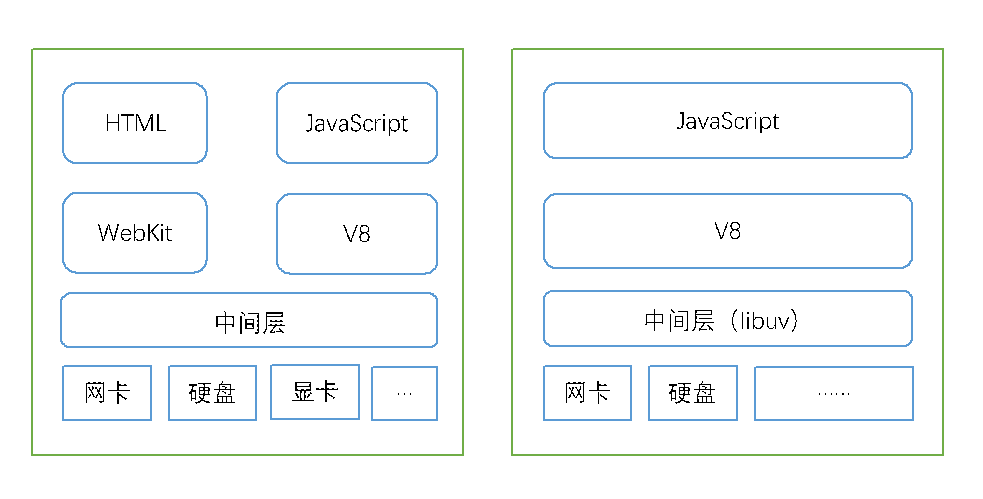 HTML
JavaScript
WebKit
V8
中间层
网卡
硬盘
显卡
...
JavaScript
V8
中间层（libuv）
网卡
硬盘
......